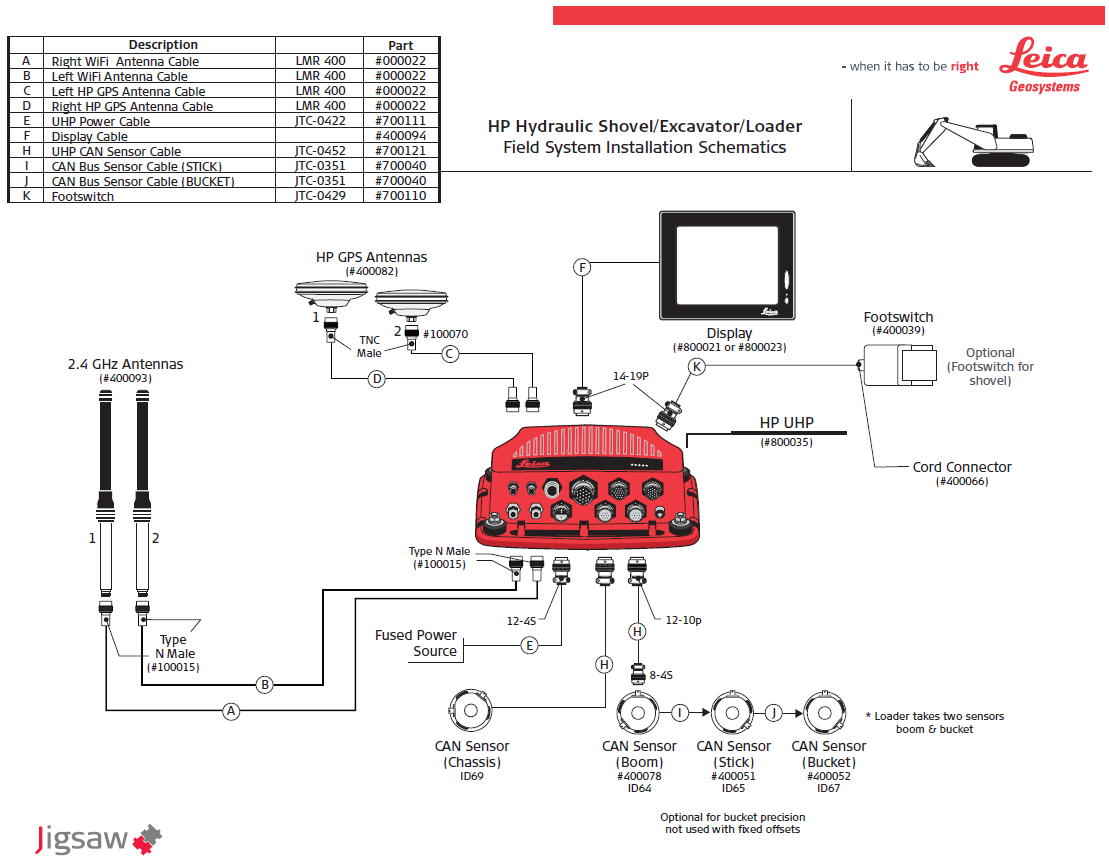 Description Part
A Right WiFi Antenna Cable LMR 400 #000022
B Left WiFi Antenna Cable LMR 400 #000022
C Left HP GPS Antenna Cable LMR 400 #000022
D Right HP GPS Antenna Cable LMR 400 #000022
E UHP Power Cable JTC-0422 #700111
F Display Cable #400094
H UHP CAN Sensor Cable JTC-0452 #700121
I CAN Bus Sensor Cable (STICK) JTC-0351 #700040
J CAN Bus Sensor Cable (BUCKET) JTC-0351 #700040
K Footswitch JTC-0429 #700110
- when it has to be right
Leica
Geosystems
HP Hydraulic Shovel/Excavator/Loader
Field System Installation Schematics
HP GPS Antennas
(#400082)
1
2
#100070
TNC
Male
C
D
F
Leica
Display
(#800021 or #800023)
14-19P
K
Footswitch
(#400039)
Optional
(Footswitch for
shovel)
HP UHP
(#800035)
Cord Connector
(#400066)
2.4 GHz Antennas
(#400093)
1
2
Type
N Male
(#100015)
Leica
Type N Male
(#100015)
12-4S
12-10p
Fused Power
Source
E
H
H
8-4S
B
A
I
J
CAN Sensor
(Chassis)
ID69
CAN Sensor
(Boom)
#400078
ID64
CAN Sensor
(Stick)
#400051
ID65
CAN Sensor
(Bucket)
#400052
ID67
* Loader takes two sensors
boom & bucket
Optional for bucket precision
not used with fixed offsets
Jigsaw